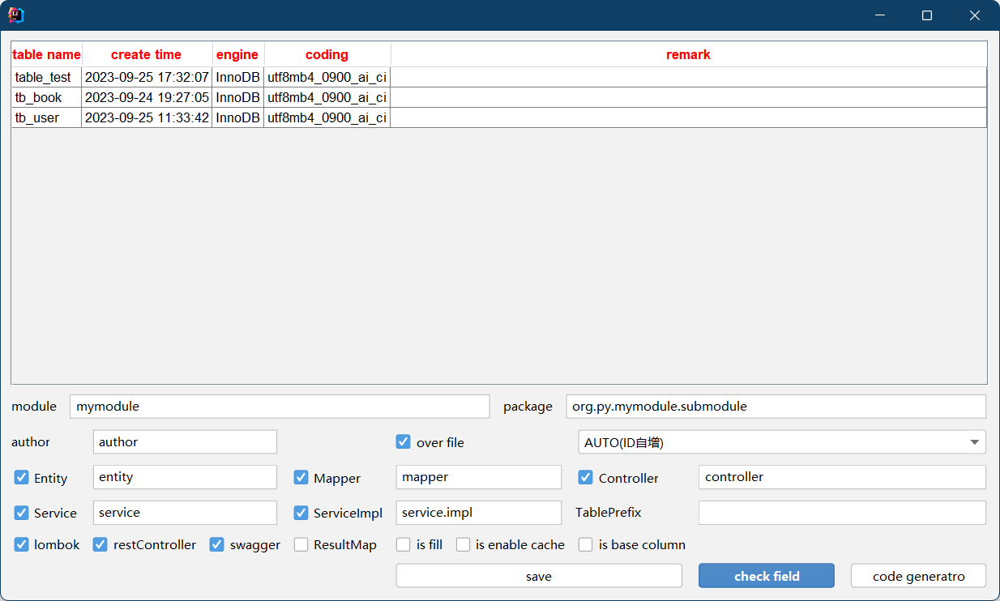 table name create time engine coding remark
table_test 2023-09-25 17:32:07 InnoDB utf8mb4_0900_ai_ci
tb_book 2023-09-24 19:27:05 InnoDB utf8mb4_0900_ai_ci
tb_user 2023-09-25 11:33:42 InnoDB utf8mb4_0900_ai_ci
module mymodule package org.py.mymodule.submodule
author author over file AUTO(ID自增)
Entity entity Mapper mapper Controller controller
Service service ServiceImpl service.impl TablePrefix
lombok restController swagger ResultMap is fill is enable cache is base column
save check field code generatro